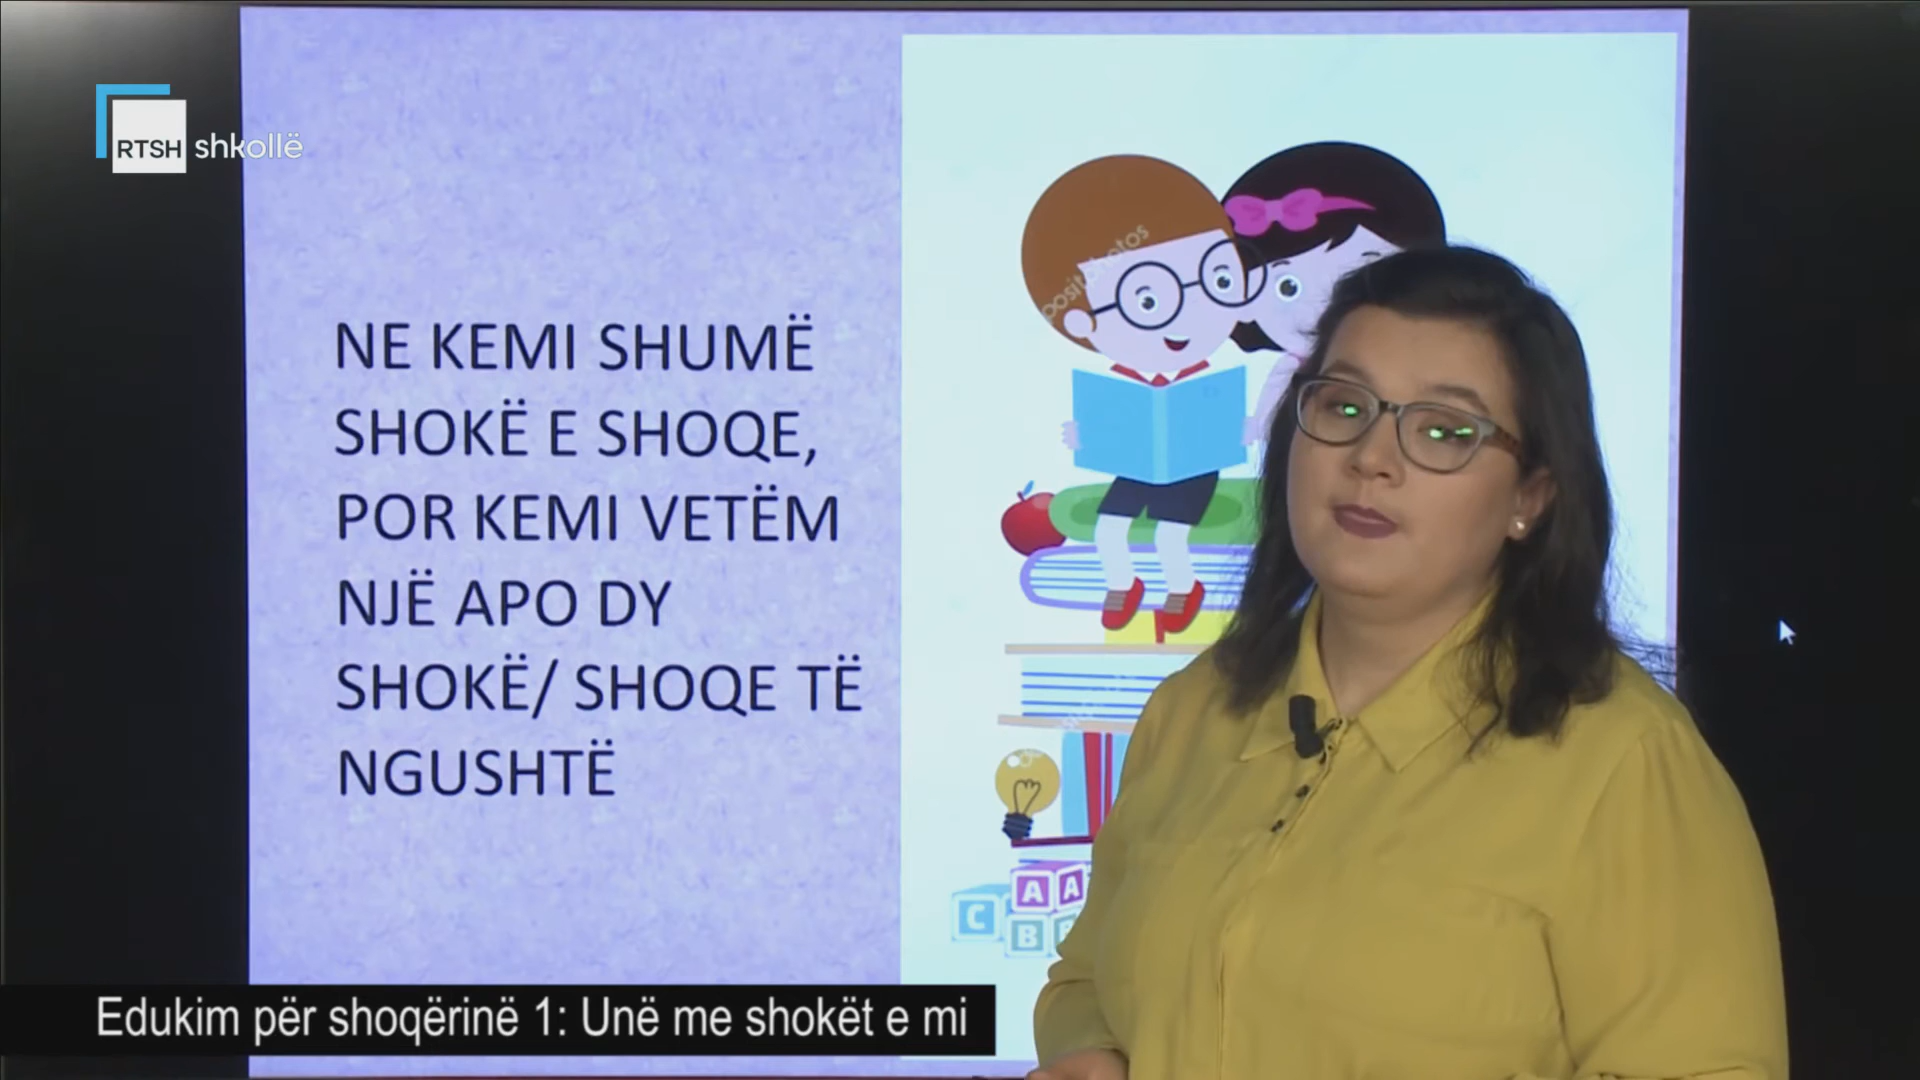 RTSH shkollë
NE KEMI SHUMË
SHOKË E SHOQE,
POR KEMI VETËM
NJË APO DY
SHOKË/ SHOQE TË
NGUSHTË
A A
C B
Edukim për shoqërinë 1: Unë me shokët e mi